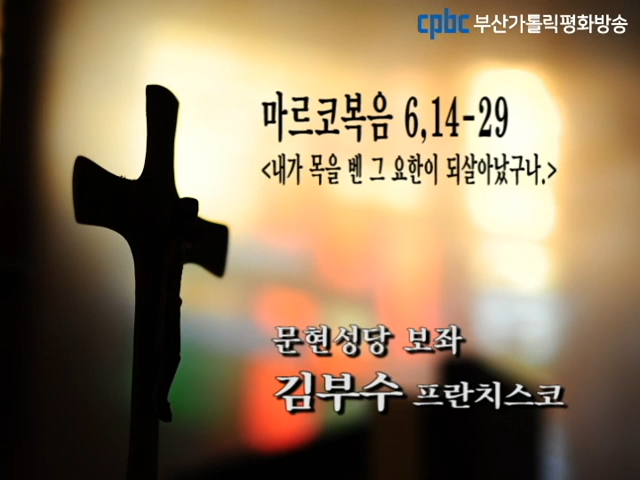 cpbc 부산가톨릭평화방송
마르코복음 6,14-29
<내가 목을 벤 그 요한이 되살아났구나.>
문현성당 보좌
김부수 프란치스코